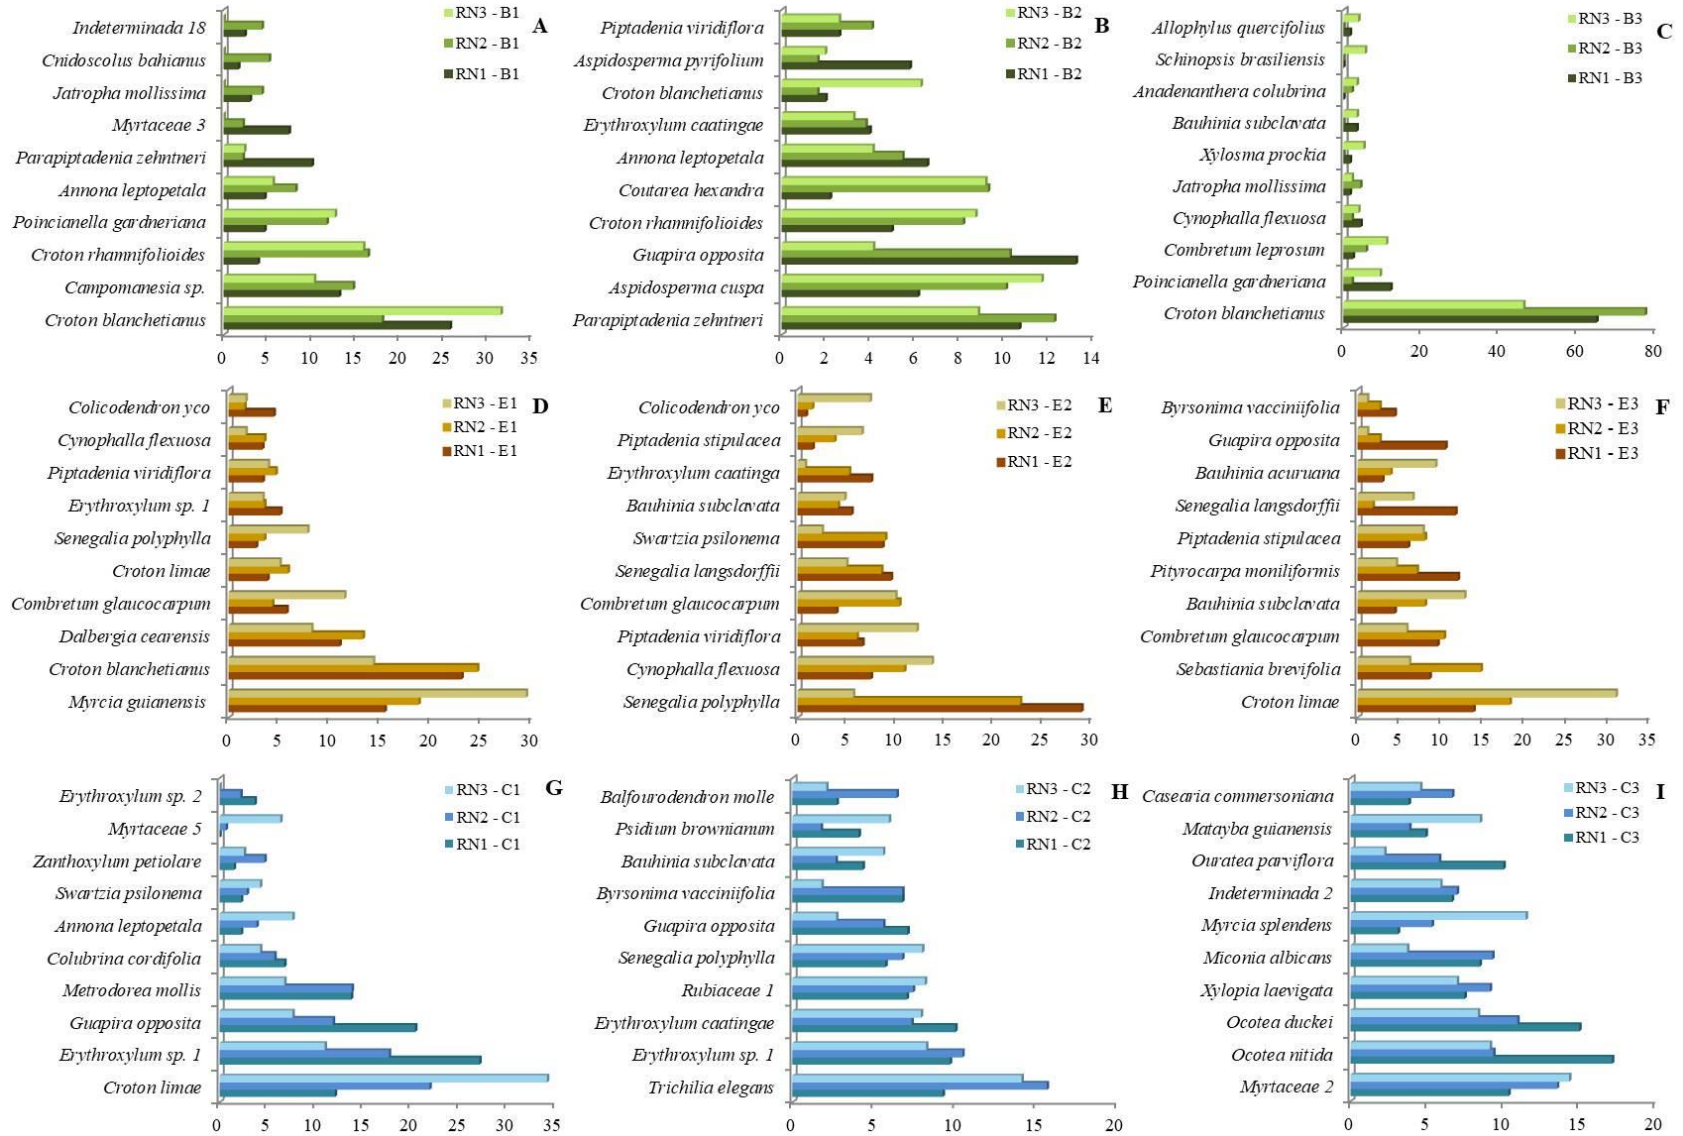 RN3 - B1
RN2 - B1
RN1 - B1
A
Indeterminada 18
Cnidoscolus bahianus
Jatropha mollissima
Myrtaceae 3
Parapiptadenia zehntneri
Annona leptopetala
Poincianella gardneriana
Croton rhamnifolioides
Campomanesia sp.
Croton blanchetianus
0 5 10 15 20 25 30 35
RN3 - B2
RN2 - B2
RN1 - B2
B
Piptadenia viridiflora
Aspidosperma pyrifolium
Croton blanchetianus
Erythroxylum caatingae
Annona leptopetala
Coutarea hexandra
Croton rhamnifolioides
Guapira opposita
Aspidosperma cuspa
Parapiptadenia zehntneri
0 2 4 6 8 10 12 14
RN3 - B3
RN2 - B3
RN1 - B3
C
Allophylus quercifolius
Schinopsis brasiliensis
Anadenanthera colubrina
Bauhinia subclavata
Xylosma prockia
Jatropha mollissima
Cynophalla flexuosa
Combretum leprosum
Poincianella gardneriana
Croton blanchetianus
0 20 40 60 80
RN3 - E1
RN2 - E1
RN1 - E1
D
Colicodendron yco
Cynophalla flexuosa
Piptadenia viridiflora
Erythroxylum sp. 1
Senegalia polyphylla
Croton limae
Combretum glaucocarpum
Dalbergia cearensis
Croton blanchetianus
Myrcia guianensis
0 5 10 15 20 25 30
RN3 - E2
RN2 - E2
RN1 - E2
E
Colicodendron yco
Piptadenia stipulacea
Erythroxylum caatinga
Bauhinia subclavata
Swartzia psilonema
Senegalia langsdorffii
Combretum glaucocarpum
Piptadenia viridiflora
Cynophalla flexuosa
Senegalia polyphylla
0 5 10 15 20 25 30
RN3 - E3
RN2 - E3
RN1 - E3
F
Byrsonima vacciniifolia
Guapira opposita
Bauhinia acuruana
Senegalia langsdorffii
Piptadenia stipulacea
Pityrocarpa moniliformis
Bauhinia subclavata
Combretum glaucocarpum
Sebastiania brevifolia
Croton limae
0 5 10 15 20 25 30 35
RN3 - C1
RN2 - C1
RN1 - C1
G
Erythroxylum sp. 2
Myrtaceae 5
Zanthoxylum petiolare
Swartzia psilonema
Annona leptopetala
Colubrina cordifolia
Metrodorea mollis
Guapira opposita
Erythroxylum sp. 1
Croton limae
0 5 10 15 20 25 30 35
RN3 - C2
RN2 - C2
RN1 - C2
H
Balfourodendron molle
Psidium brownianum
Bauhinia subclavata
Byrsonima vacciniifolia
Guapira opposita
Senegalia polyphylla
Rubiaceae 1
Erythroxylum caatingae
Erythroxylum sp. 1
Trichilia elegans
0 5 10 15 20
RN3 - C3
RN2 - C3
RN1 - C3
I
Casearia commersoniana
Matayba guianensis
Ouratea parviflora
Indeterminada 2
Myrcia splendens
Miconia albicans
Xylopia laevigata
Ocotea duckei
Ocotea nitida
Myrtaceae 2
0 5 10 15 20